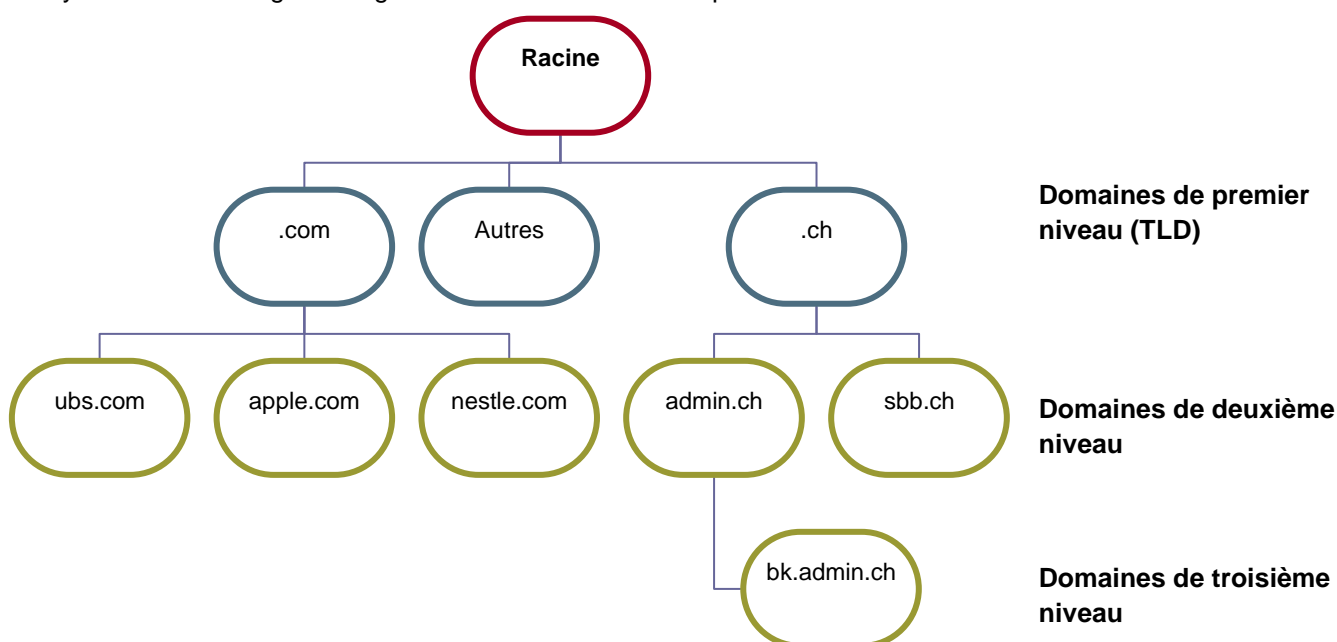 Racine
.com
Autres
.ch
Domaines de premier
niveau (TLD)
ubs.com
apple.com
nestle.com
admin.ch
sbb.ch
Domaines de deuxième
niveau
bk.admin.ch
Domaines de troisième
niveau